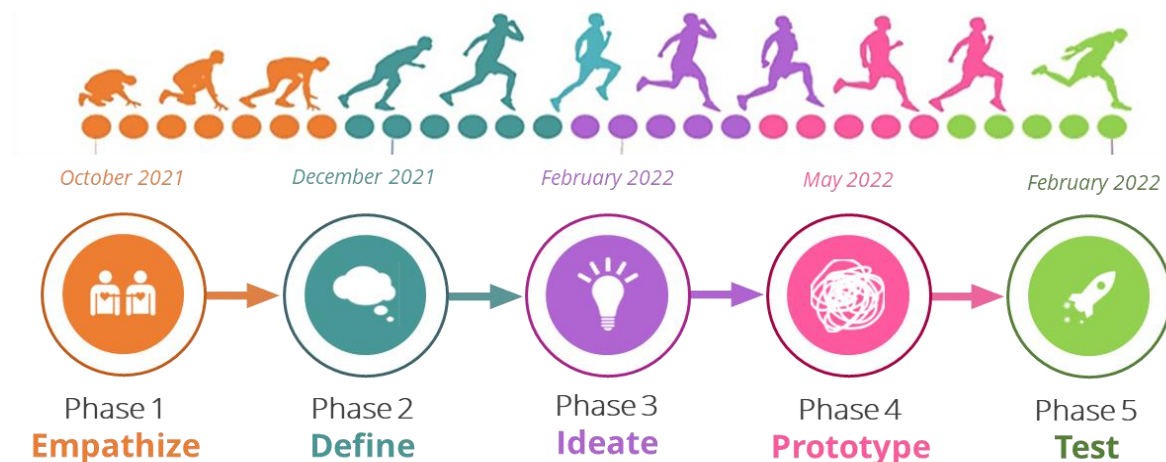 October 2021
December 2021
February 2022
May 2022
February 2022
Phase 1
Empathize
Phase 2
Define
Phase 3
Ideate
Phase 4
Prototype
Phase 5
Test